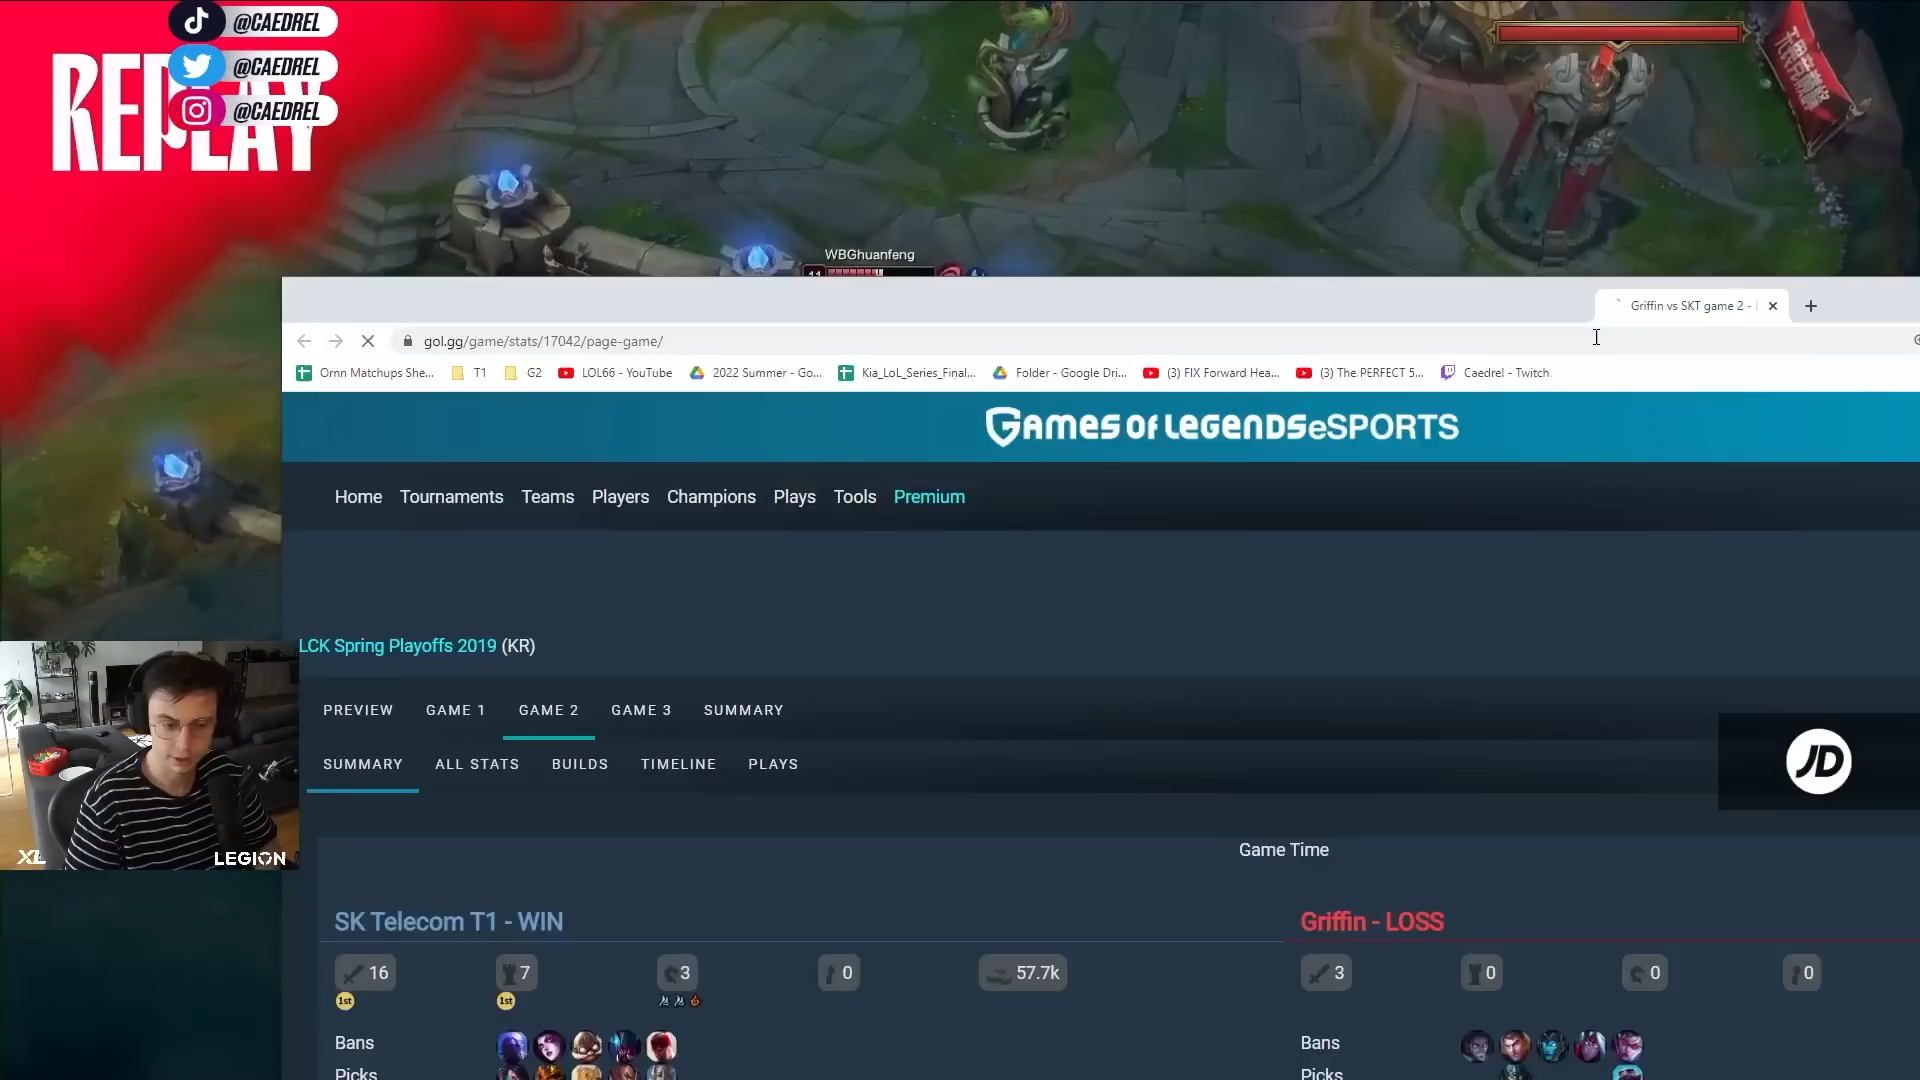 REPLAY
@CAEDREL
@CAEDREL
@CAEDREL
WBGhuanfeng
11
Griffin vs SKT game 2 -
gol.gg/game/stats/17042/page-game/
Ornn Matchups She... T1 G2 LOL66 - YouTube 2022 Summer - Go... Kia_LoL_Series_Final... Folder - Google Dri... (3) FIX Forward Hea... (3) The PERFECT 5... Caedrel - Twitch
GAMES OF LEGENDS eSPORTS
Home Tournaments Teams Players Champions Plays Tools Premium
LCK Spring Playoffs 2019 (KR)
PREVIEW GAME 1 GAME 2 GAME 3 SUMMARY
SUMMARY ALL STATS BUILDS TIMELINE PLAYS
JD
XL LEGION
Game Time
SK Telecom T1 - WIN Griffin - LOSS
16 7 3 0 57.7k 3 0 0 0
1st 1st
Bans Bans
Picks Picks